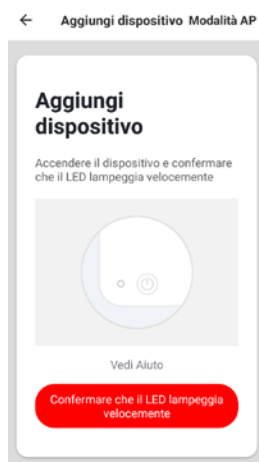 Aggiungi dispositivo Modalità AP
Aggiungi
dispositivo
Accendere il dispositivo e confermare
che il LED lampeggia velocemente
Vedi Aiuto
Confermare che il LED lampeggia
velocemente